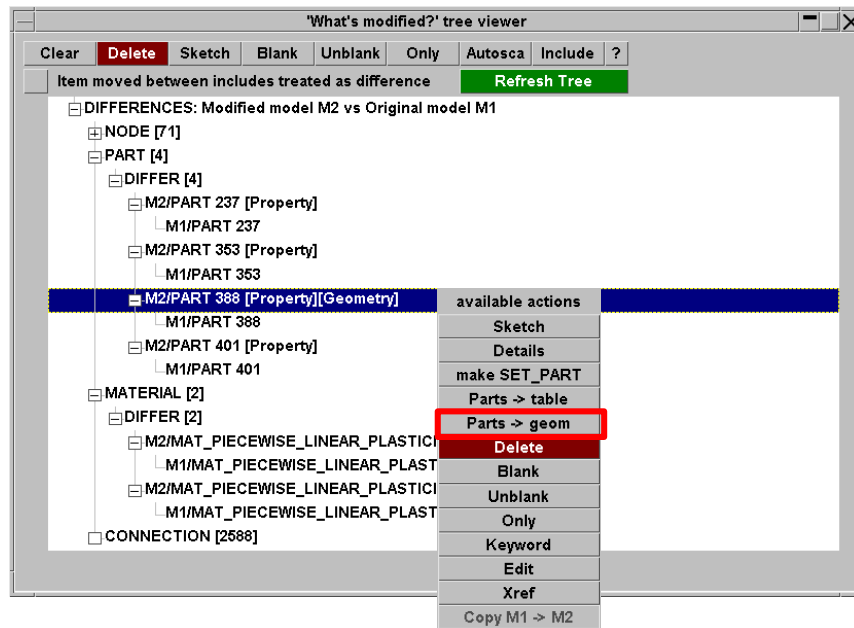 'What's modified?' tree viewer
Clear Delete Sketch Blank Unblank Only Autosca Include ?
Item moved between includes treated as difference Refresh Tree
DIFFERENCES: Modified model M2 vs Original model M1
NODE [71]
PART [4]
DIFFER [4]
M2/PART 237 [Property]
M1/PART 237
M2/PART 353 [Property]
M1/PART 353
M2/PART 388 [Property][Geometry]
M1/PART 388
M2/PART 401 [Property]
M1/PART 401
MATERIAL [2]
DIFFER [2]
M2/MAT_PIECEWISE_LINEAR_PLASTICI
M1/MAT_PIECEWISE_LINEAR_PLAST
M2/MAT_PIECEWISE_LINEAR_PLASTICI
M1/MAT_PIECEWISE_LINEAR_PLAST
CONNECTION [2588]
available actions
Sketch
Details
make SET_PART
Parts -> table
Parts -> geom
Delete
Blank
Unblank
Only
Keyword
Edit
Xref
Copy M1 -> M2